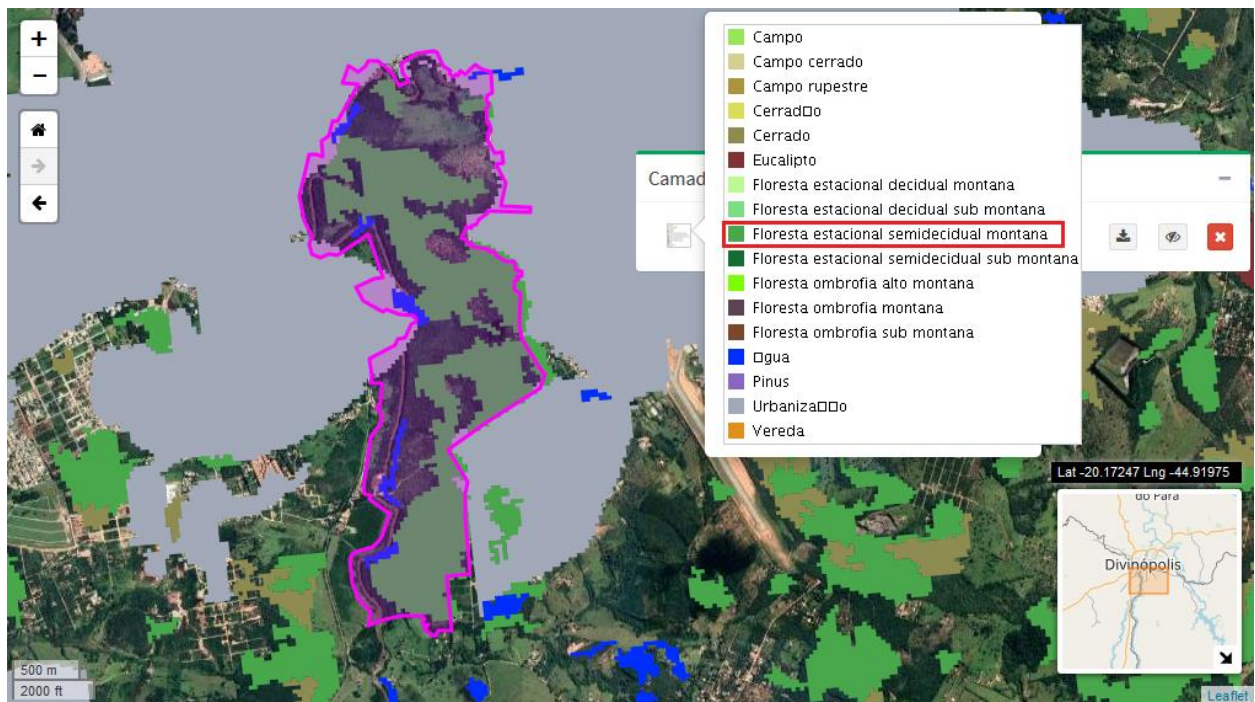 +
−
Camad
Campo
Campo cerrado
Campo rupestre
Cerrad□o
Cerrado
Eucalipto
Floresta estacional decidual montana
Floresta estacional decidual sub montana
Floresta estacional semidecidual montana
Floresta estacional semidecidual sub montana
Floresta ombrofia alto montana
Floresta ombrofia montana
Floresta ombrofia sub montana
□gua
Pinus
Urbaniza□□o
Vereda
Lat -20.17247 Lng -44.91975
do Pará
Divinópolis
500 m
2000 ft
Leaflet